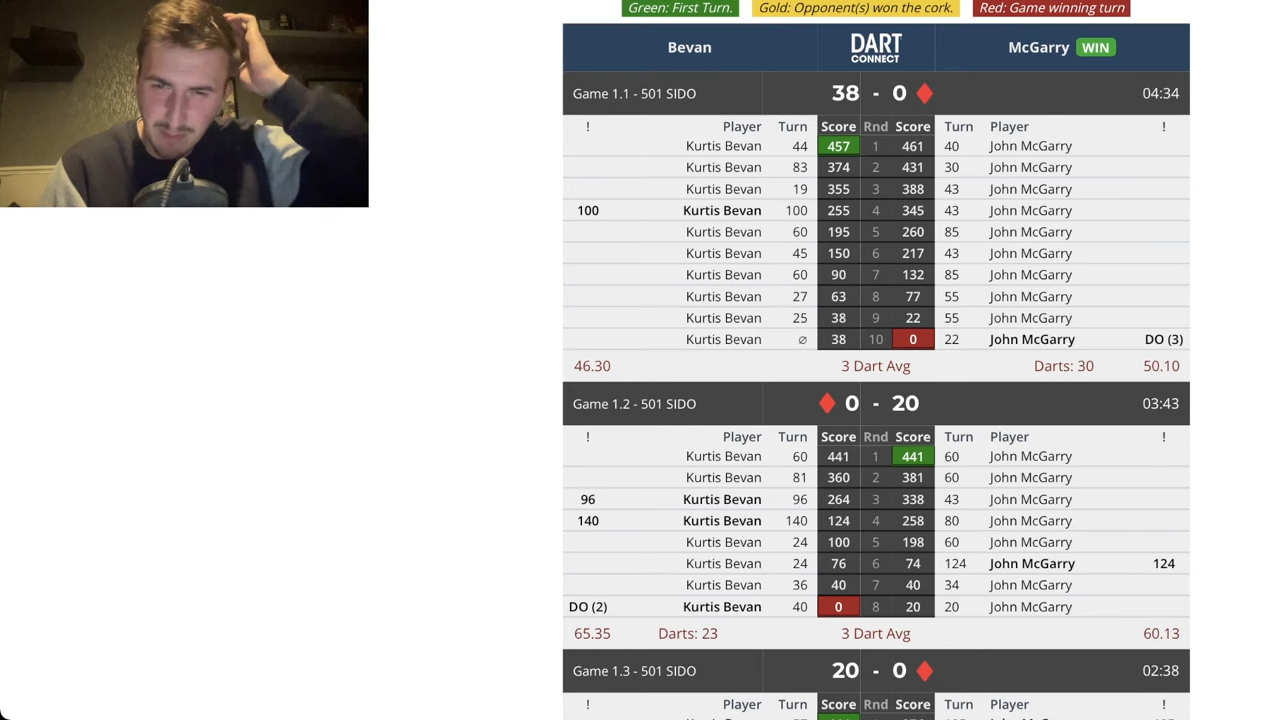 Green: First Turn. Gold: Opponent(s) won the cork. Red: Game winning turn
Bevan DART CONNECT McGarry WIN
Game 1.1 - 501 SIDO 38 - 0 04:34
! Player Turn Score Rnd Score Turn Player !
Kurtis Bevan 44 457 1 461 40 John McGarry
Kurtis Bevan 83 374 2 431 30 John McGarry
Kurtis Bevan 19 355 3 388 43 John McGarry
100 Kurtis Bevan 100 255 4 345 43 John McGarry
Kurtis Bevan 60 195 5 260 85 John McGarry
Kurtis Bevan 45 150 6 217 43 John McGarry
Kurtis Bevan 60 90 7 132 85 John McGarry
Kurtis Bevan 27 63 8 77 55 John McGarry
Kurtis Bevan 25 38 9 22 55 John McGarry
Kurtis Bevan ∅ 38 10 0 22 John McGarry DO (3)
46.30 3 Dart Avg Darts: 30 50.10
Game 1.2 - 501 SIDO 0 - 20 03:43
! Player Turn Score Rnd Score Turn Player !
Kurtis Bevan 60 441 1 441 60 John McGarry
Kurtis Bevan 81 360 2 381 60 John McGarry
96 Kurtis Bevan 96 264 3 338 43 John McGarry
140 Kurtis Bevan 140 124 4 258 80 John McGarry
Kurtis Bevan 24 100 5 198 60 John McGarry
Kurtis Bevan 24 76 6 74 124 John McGarry 124
Kurtis Bevan 36 40 7 40 34 John McGarry
DO (2) Kurtis Bevan 40 0 8 20 20 John McGarry
65.35 Darts: 23 3 Dart Avg 60.13
Game 1.3 - 501 SIDO 20 - 0 02:38
! Player Turn Score Rnd Score Turn Player !